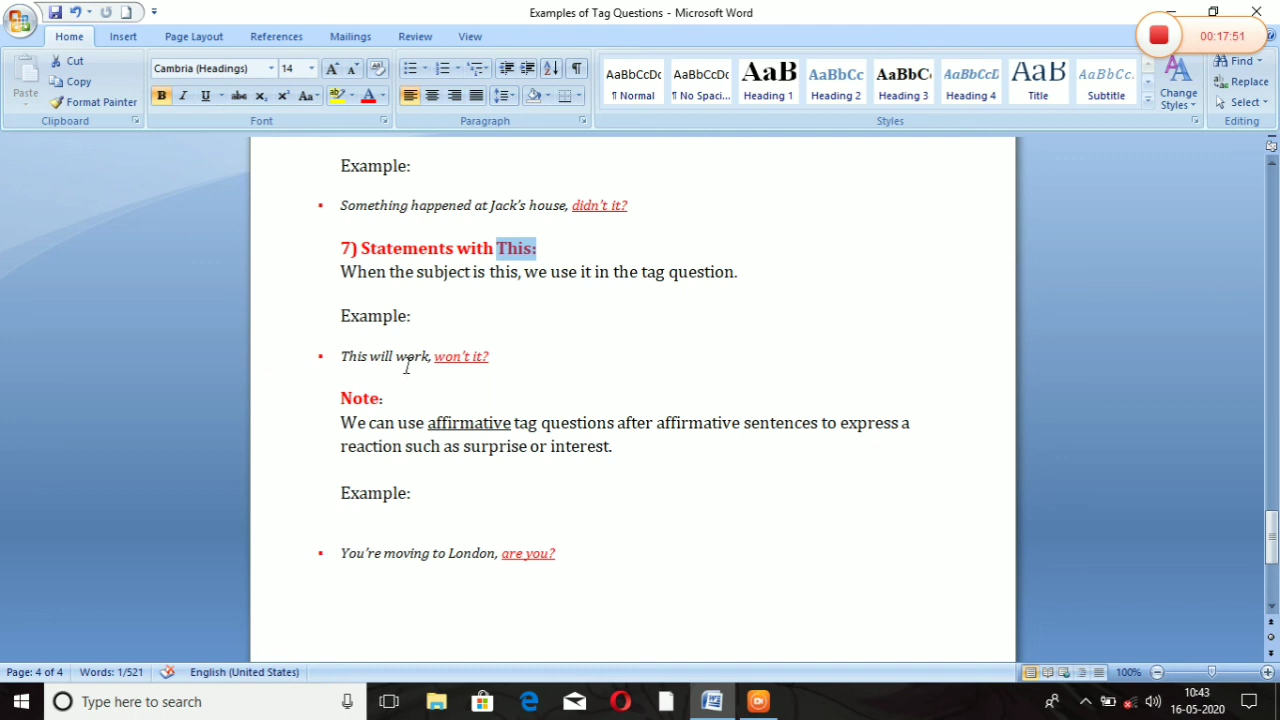 Examples of Tag Questions - Microsoft Word
00:17:51
Home Insert Page Layout References Mailings Review View
Paste
Cut
Copy
Format Painter
Clipboard
Cambria (Headings) 14
B I U abc X₂ X² Aa
Font
Paragraph
AaBbCcDc AaBbCcDc AaB AaBbCc AaBbC AaBbCcD AaB AaBbCc.
¶ Normal ¶ No Spaci... Heading 1 Heading 2 Heading 3 Heading 4 Title Subtitle
Change Styles
Styles
Find
Replace
Select
Editing
Example:
▪ Something happened at Jack's house, didn't it?
7) Statements with This:
When the subject is this, we use it in the tag question.
Example:
▪ This will work, won't it?
Note:
We can use affirmative tag questions after affirmative sentences to express a
reaction such as surprise or interest.
Example:
▪ You're moving to London, are you?
Page: 4 of 4 Words: 1/521 English (United States) 100%
Type here to search
10:43
16-05-2020